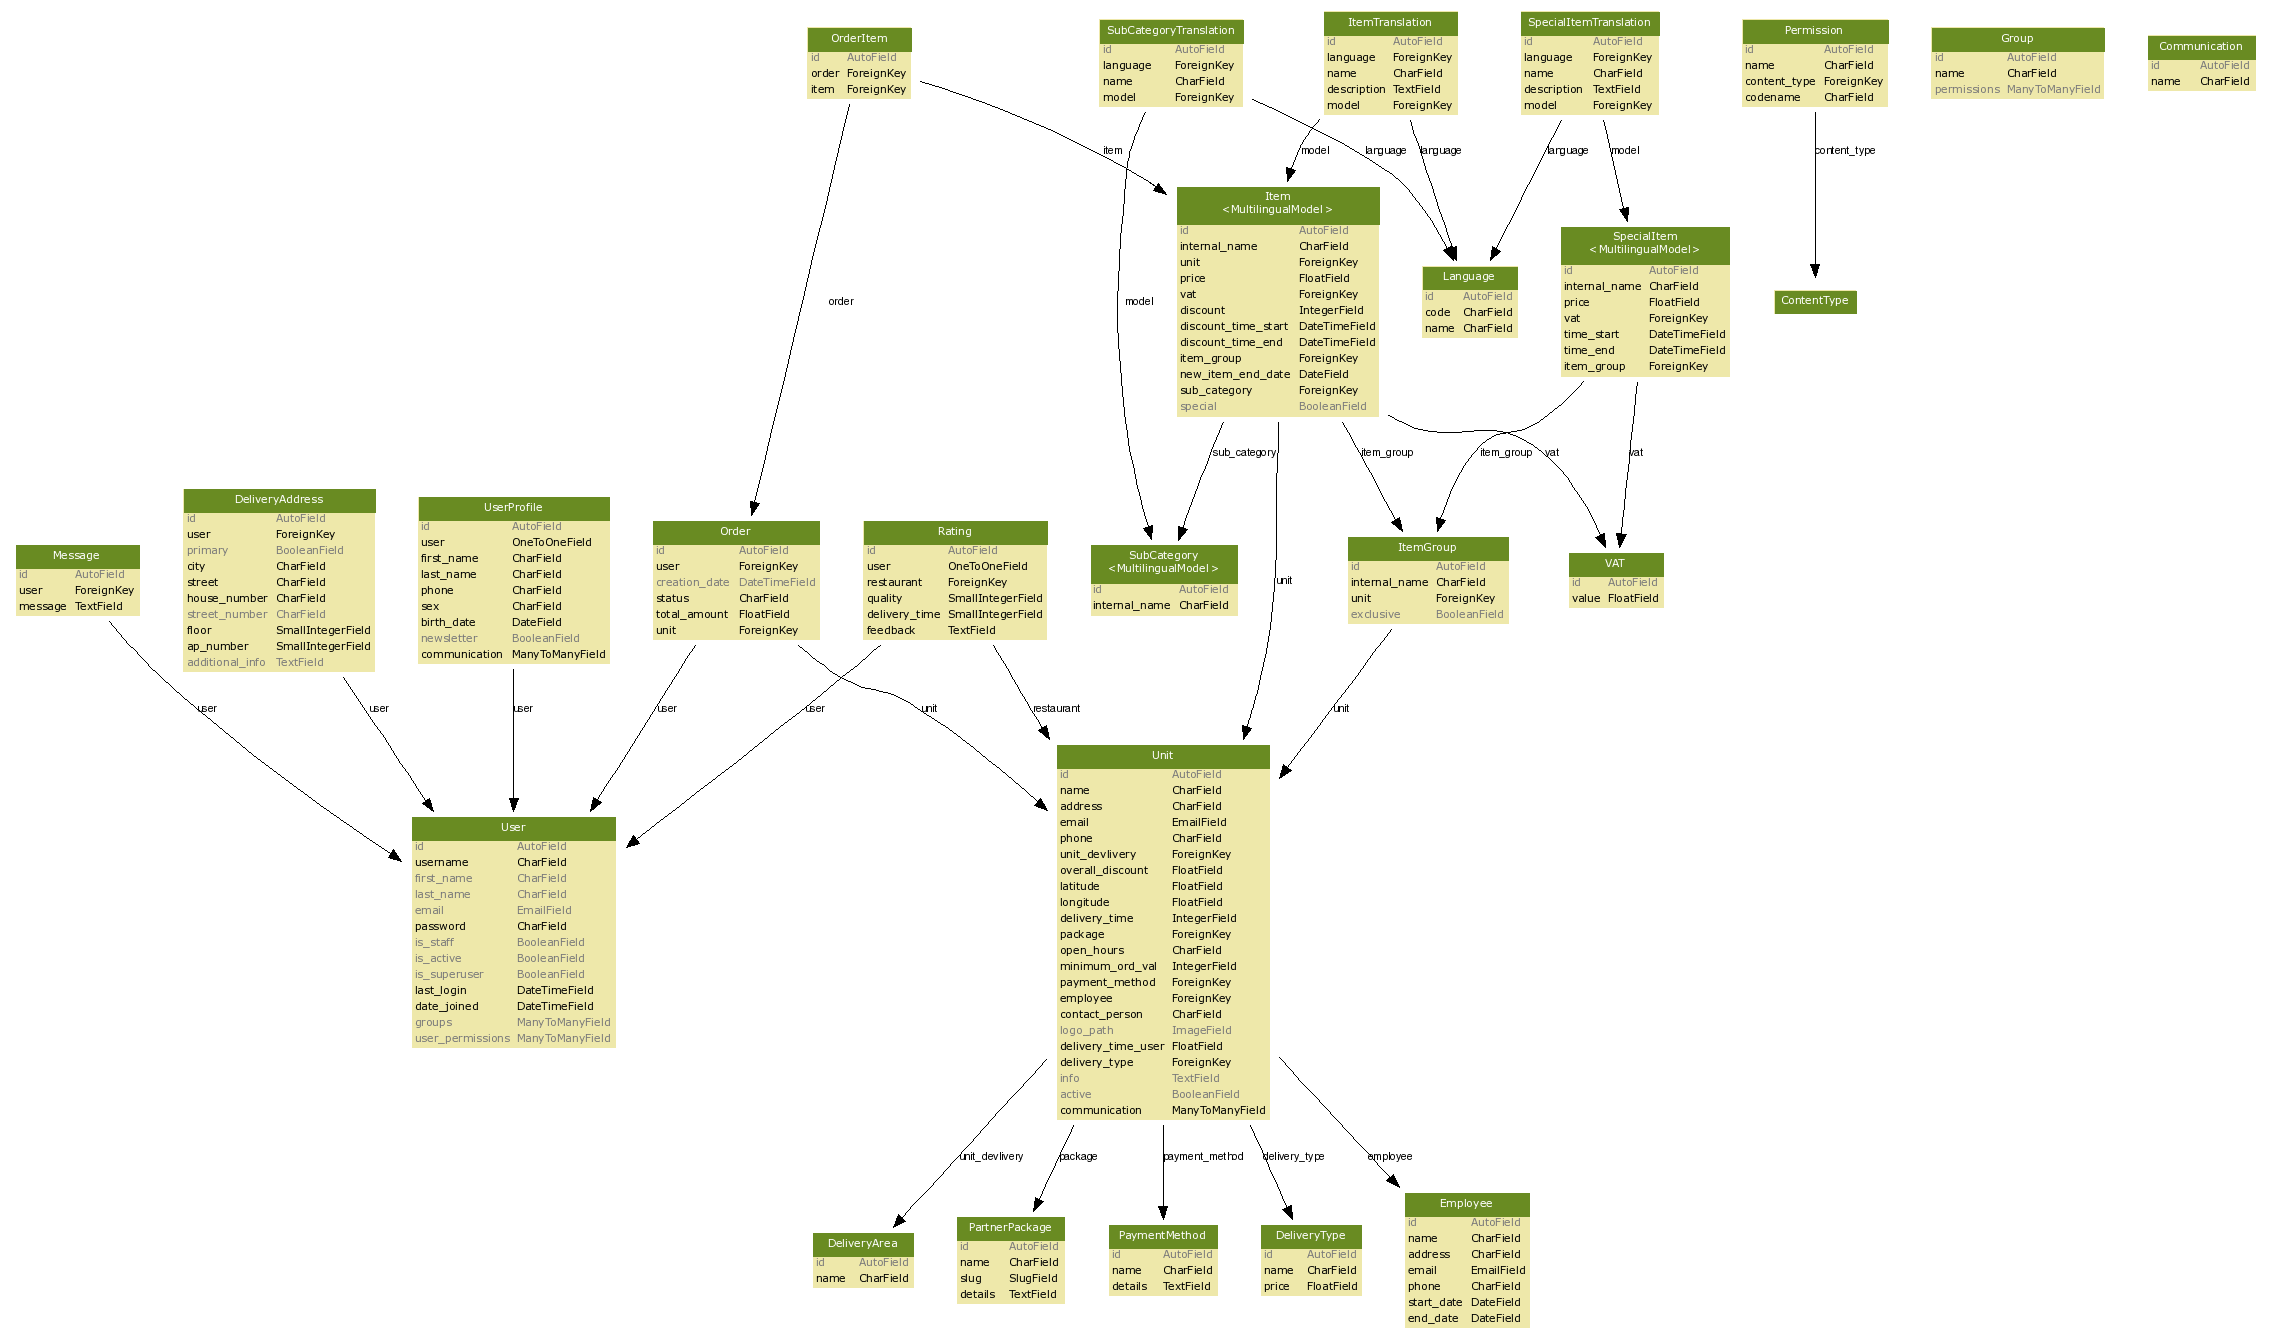 OrderItem
id AutoField
order ForeignKey
item ForeignKey
SubCategoryTranslation
id AutoField
language ForeignKey
name CharField
model ForeignKey
ItemTranslation
id AutoField
language ForeignKey
name CharField
description TextField
model ForeignKey
SpecialItemTranslation
id AutoField
language ForeignKey
name CharField
description TextField
model ForeignKey
Permission
id AutoField
name CharField
content_type ForeignKey
codename CharField
Group
id AutoField
name CharField
permissions ManyToManyField
Communication
id AutoField
name CharField
item
model
language
language
language
model
content_type
Item
<MultilingualModel>
id AutoField
internal_name CharField
unit ForeignKey
price FloatField
vat ForeignKey
discount IntegerField
discount_time_start DateTimeField
discount_time_end DateTimeField
item_group ForeignKey
new_item_end_date DateField
sub_category ForeignKey
special BooleanField
Language
id AutoField
code CharField
name CharField
SpecialItem
<MultilingualModel>
id AutoField
internal_name CharField
price FloatField
vat ForeignKey
time_start DateTimeField
time_end DateTimeField
item_group ForeignKey
ContentType
order
model
sub_category
item_group
item_group
vat
vat
Message
id AutoField
user ForeignKey
message TextField
DeliveryAddress
id AutoField
user ForeignKey
primary BooleanField
city CharField
street CharField
house_number CharField
street_number CharField
floor SmallIntegerField
ap_number SmallIntegerField
additional_info TextField
UserProfile
id AutoField
user OneToOneField
first_name CharField
last_name CharField
phone CharField
sex CharField
birth_date DateField
newsletter BooleanField
communication ManyToManyField
Order
id AutoField
user ForeignKey
creation_date DateTimeField
status CharField
total_amount FloatField
unit ForeignKey
Rating
id AutoField
user OneToOneField
restaurant ForeignKey
quality SmallIntegerField
delivery_time SmallIntegerField
feedback TextField
SubCategory
<MultilingualModel>
id AutoField
internal_name CharField
unit
ItemGroup
id AutoField
internal_name CharField
unit ForeignKey
exclusive BooleanField
VAT
id AutoField
value FloatField
user
user
user
user
user
unit
restaurant
unit
User
id AutoField
username CharField
first_name CharField
last_name CharField
email EmailField
password CharField
is_staff BooleanField
is_active BooleanField
is_superuser BooleanField
last_login DateTimeField
date_joined DateTimeField
groups ManyToManyField
user_permissions ManyToManyField
Unit
id AutoField
name CharField
address CharField
email EmailField
phone CharField
unit_devlivery ForeignKey
overall_discount FloatField
latitude FloatField
longitude FloatField
delivery_time IntegerField
package ForeignKey
open_hours CharField
minimum_ord_val IntegerField
payment_method ForeignKey
employee ForeignKey
contact_person CharField
logo_path ImageField
delivery_time_user FloatField
delivery_type ForeignKey
info TextField
active BooleanField
communication ManyToManyField
unit_devlivery
package
payment_method
delivery_type
employee
DeliveryArea
id AutoField
name CharField
PartnerPackage
id AutoField
name CharField
slug SlugField
details TextField
PaymentMethod
id AutoField
name CharField
details TextField
DeliveryType
id AutoField
name CharField
price FloatField
Employee
id AutoField
name CharField
address CharField
email EmailField
phone CharField
start_date DateField
end_date DateField